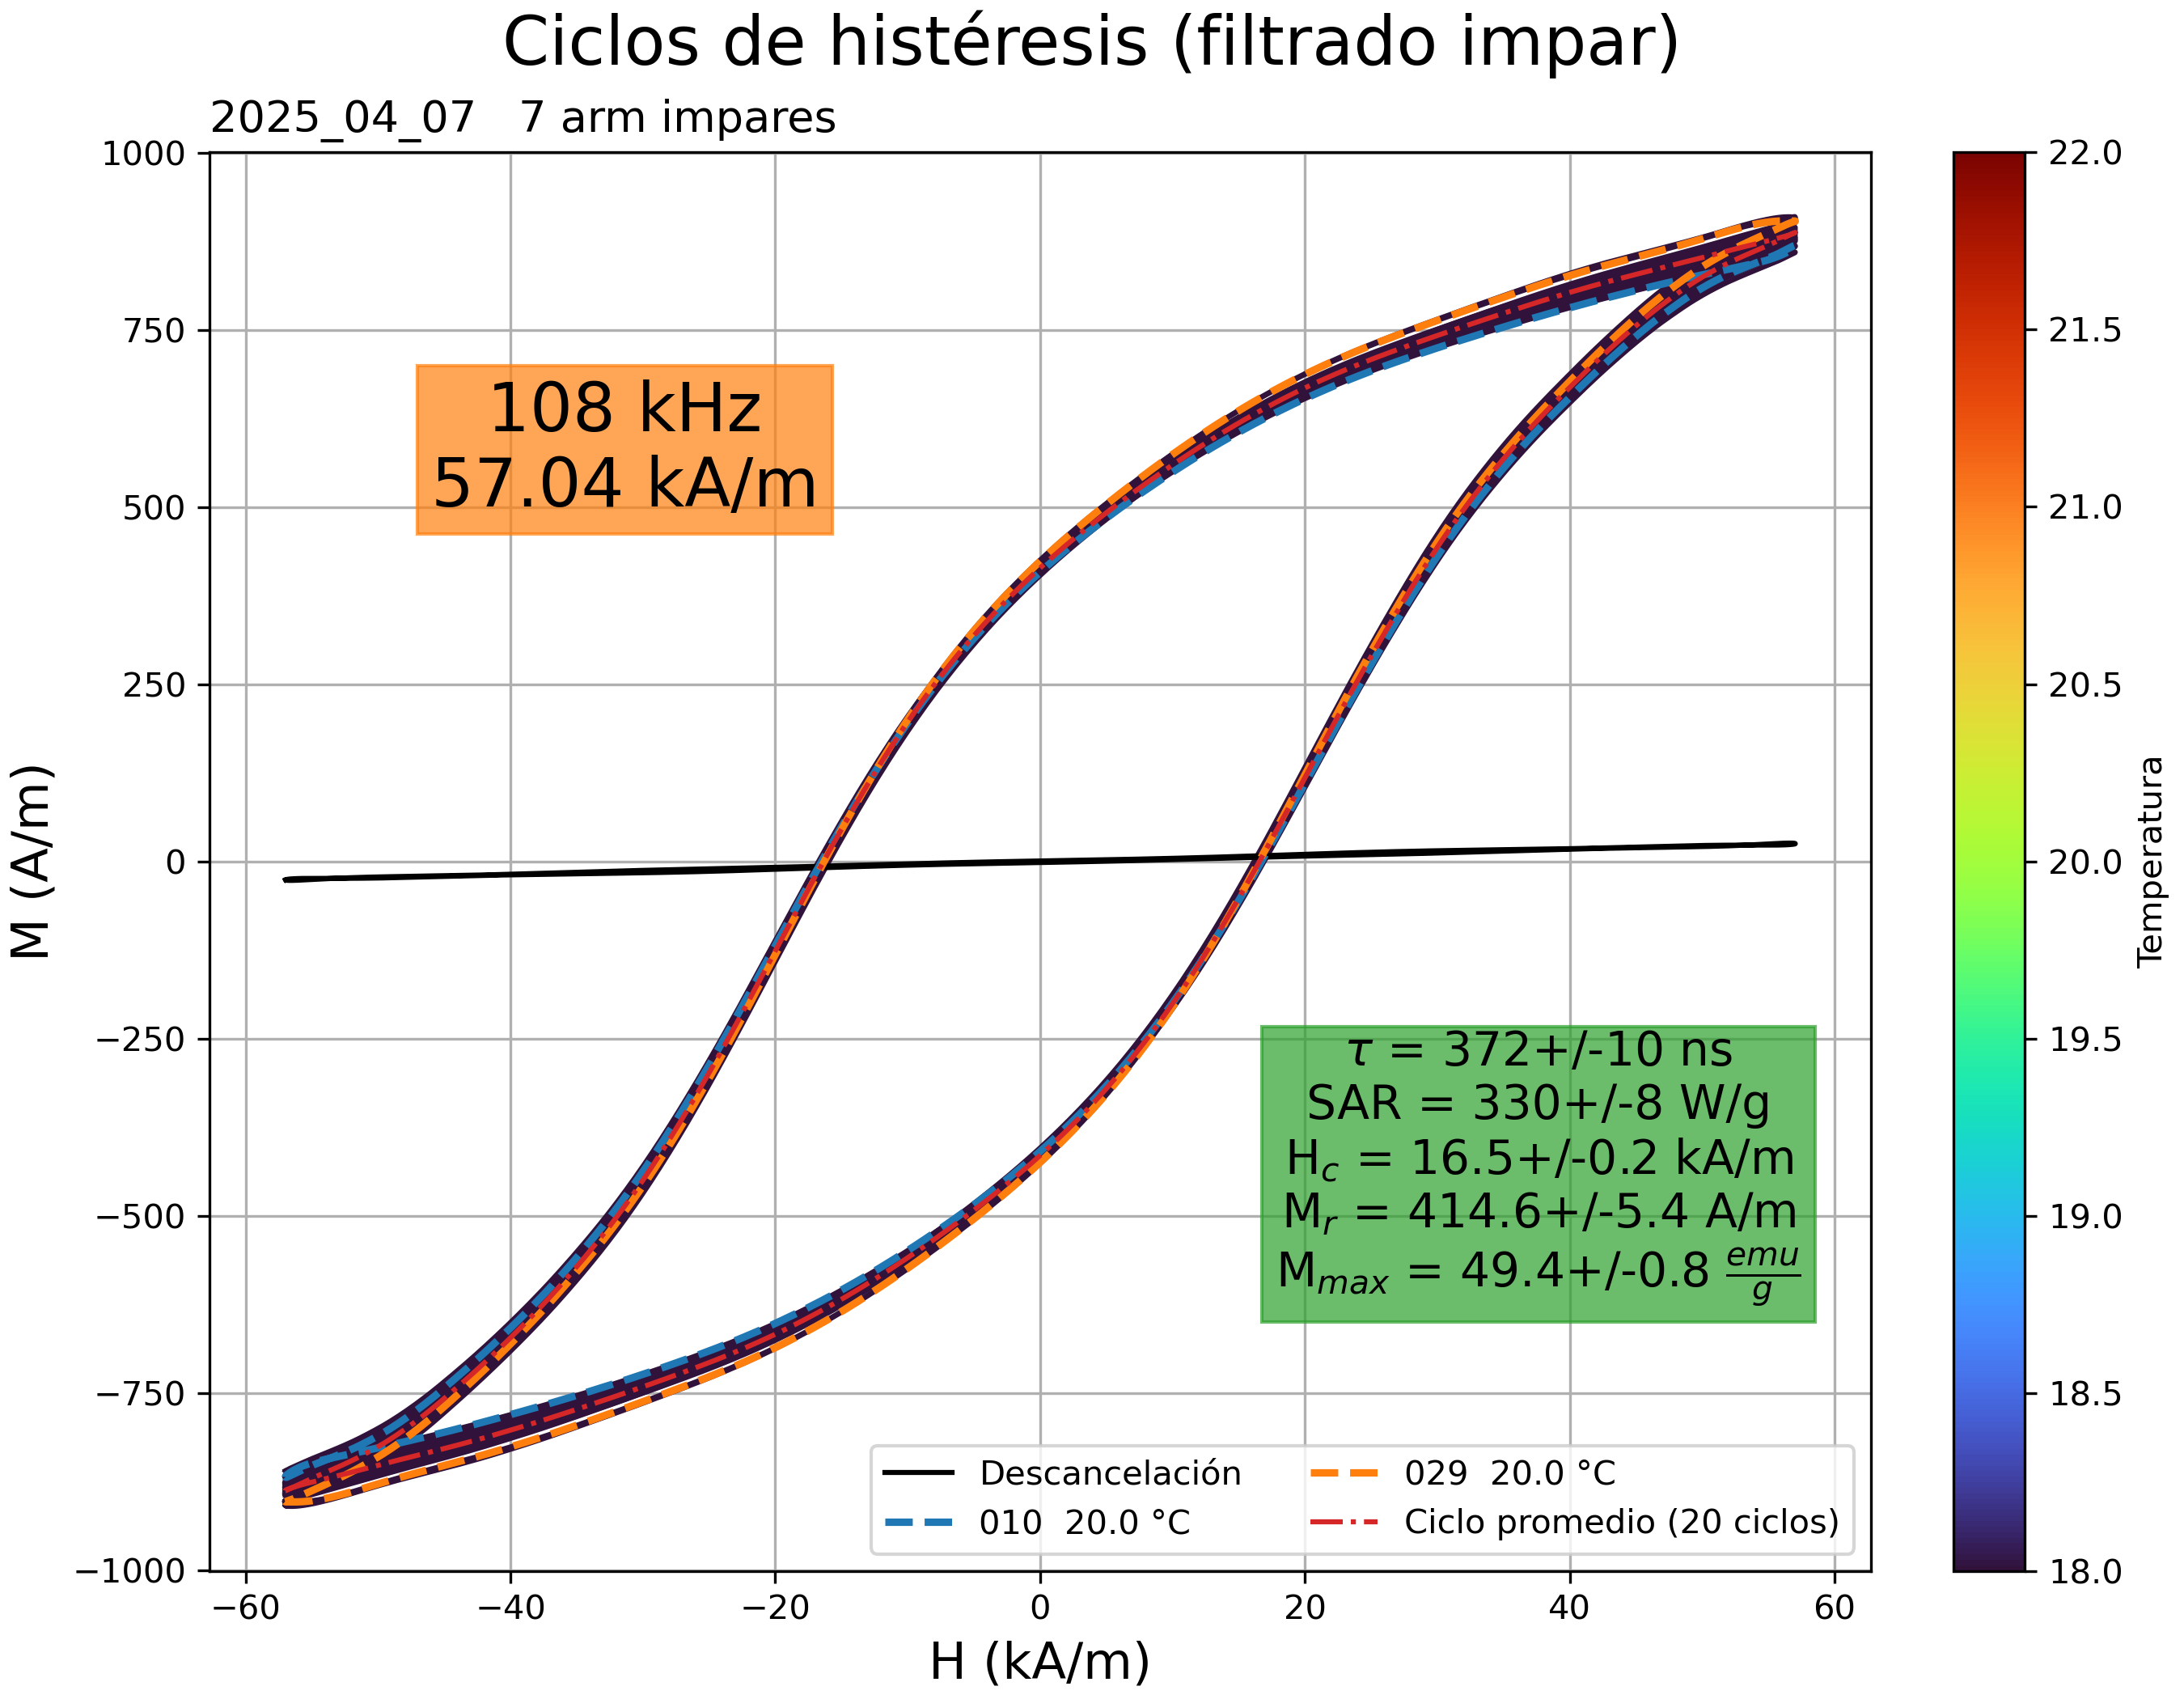 Ciclos de histéresis (filtrado impar)
2025_04_07   7 arm impares
1000
750
500
250
0
−250
−500
−750
−1000
M (A/m)
108 kHz
57.04 kA/m
τ = 372+/-10 ns
SAR = 330+/-8 W/g
H_c = 16.5+/-0.2 kA/m
M_r = 414.6+/-5.4 A/m
M_max = 49.4+/-0.8 emu/g
Descancelación
010  20.0 °C
029  20.0 °C
Ciclo promedio (20 ciclos)
−60 −40 −20 0 20 40 60
H (kA/m)
22.0
21.5
21.0
20.5
20.0
19.5
19.0
18.5
18.0
Temperatura